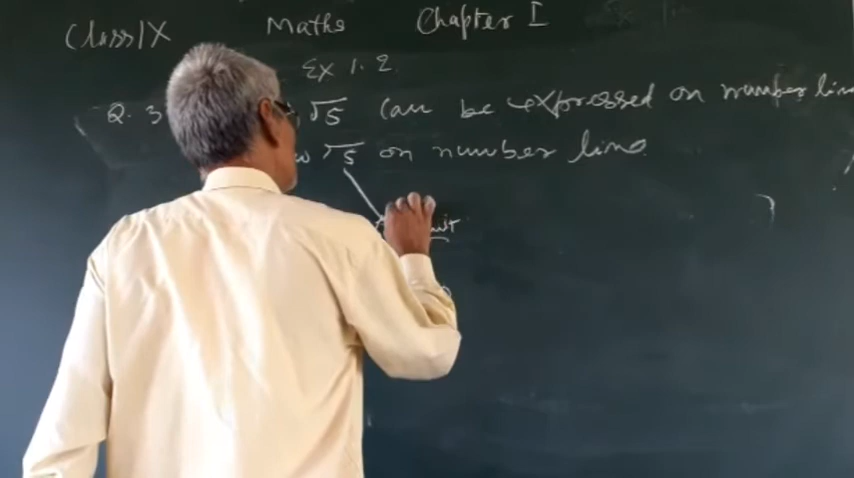 Class IX Maths Chapter I
Ex 1.2
Q.3 √5 can be expressed on number line
√5 on number line.